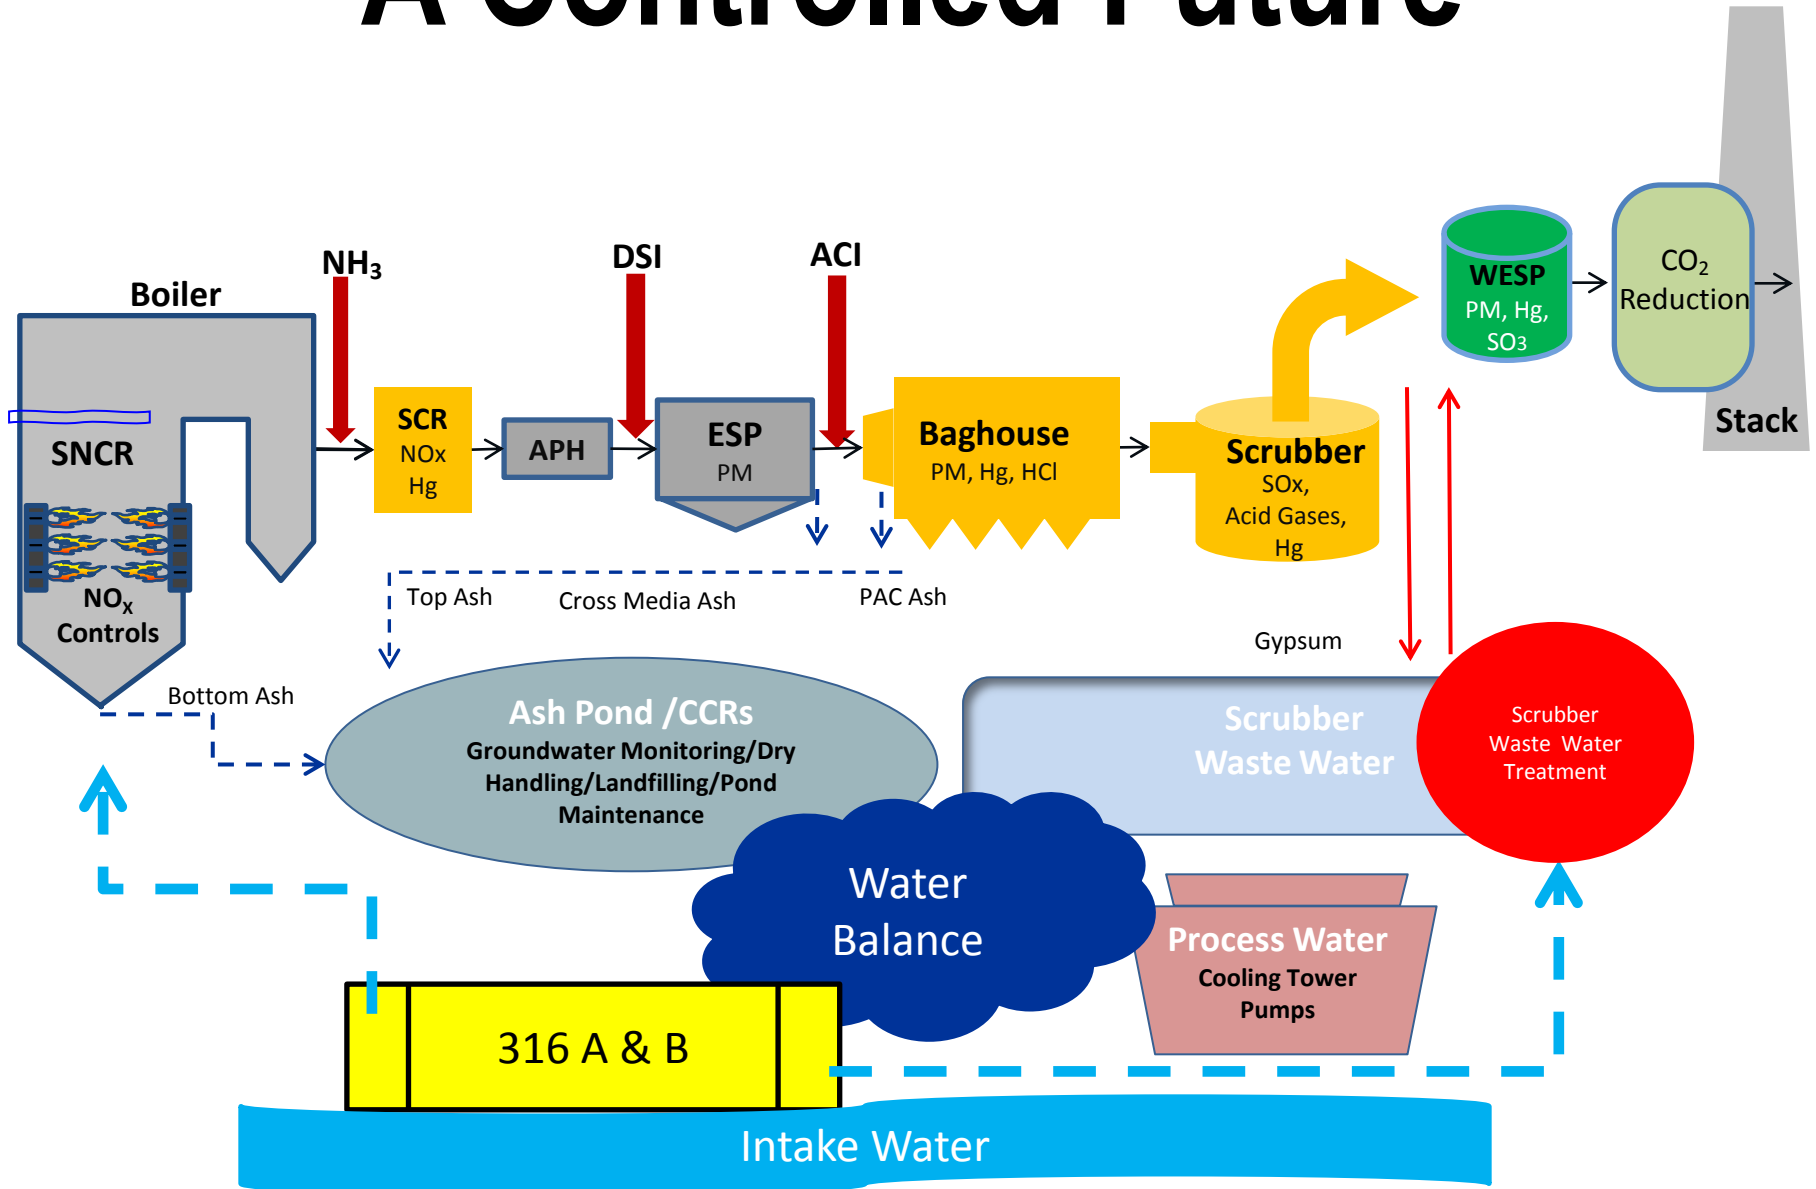 A Controlled Future
NH3
DSI
ACI
Boiler
WESP
PM, Hg,
SO3
CO2
Reduction
Stack
SNCR
NOX
Controls
SCR
NOx
Hg
APH
ESP
PM
Baghouse
PM, Hg, HCl
Scrubber
SOx,
Acid Gases,
Hg
Top Ash
Cross Media Ash
PAC Ash
Gypsum
Bottom Ash
Ash Pond /CCRs
Groundwater Monitoring/Dry
Handling/Landfilling/Pond
Maintenance
Scrubber
Waste Water
Scrubber
Waste Water
Treatment
Water
Balance
Process Water
Cooling Tower
Pumps
316 A & B
Intake Water